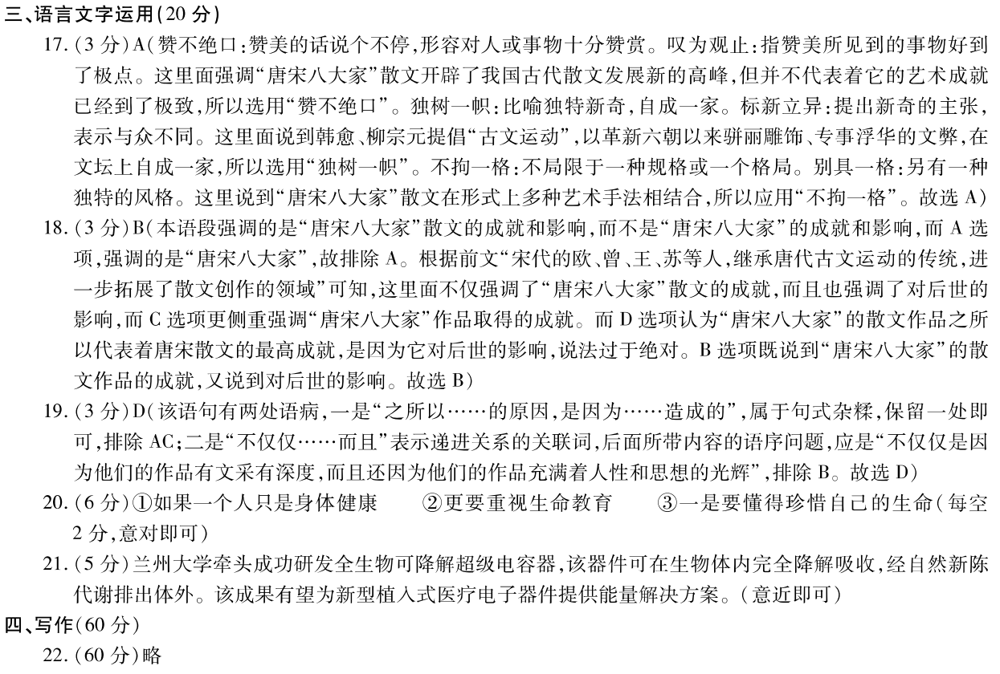 三、语言文字运用(20 分)
17. (3 分)A(赞不绝口:赞美的话说个不停,形容对人或事物十分赞赏。叹为观止:指赞美所见到的事物好到
了极点。这里面强调“唐宋八大家”散文开辟了我国古代散文发展新的高峰,但并不代表着它的艺术成就
已经到了极致,所以选用“赞不绝口”。独树一帜:比喻独特新奇,自成一家。标新立异:提出新奇的主张,
表示与众不同。这里面说到韩愈、柳宗元提倡“古文运动”,以革新六朝以来骈丽雕饰、专事浮华的文弊,在
文坛上自成一家,所以选用“独树一帜”。不拘一格:不局限于一种规格或一个格局。别具一格:另有一种
独特的风格。这里说到“唐宋八大家”散文在形式上多种艺术手法相结合,所以应用“不拘一格”。故选 A)
18. (3 分)B(本语段强调的是“唐宋八大家”散文的成就和影响,而不是“唐宋八大家”的成就和影响,而 A 选
项,强调的是“唐宋八大家”,故排除 A。根据前文“宋代的欧、曾、王、苏等人,继承唐代古文运动的传统,进
一步拓展了散文创作的领域”可知,这里面不仅强调了“唐宋八大家”散文的成就,而且也强调了对后世的
影响,而 C 选项更侧重强调“唐宋八大家”作品取得的成就。而 D 选项认为“唐宋八大家”的散文作品之所
以代表着唐宋散文的最高成就,是因为它对后世的影响,说法过于绝对。B 选项既说到“唐宋八大家”的散
文作品的成就,又说到对后世的影响。故选 B)
19. (3 分)D(该语句有两处语病,一是“之所以……的原因,是因为……造成的”,属于句式杂糅,保留一处即
可,排除 AC;二是“不仅仅……而且”表示递进关系的关联词,后面所带内容的语序问题,应是“不仅仅是因
为他们的作品有文采有深度,而且还因为他们的作品充满着人性和思想的光辉”,排除 B。故选 D)
20. (6 分)①如果一个人只是身体健康 ②更要重视生命教育 ③一是要懂得珍惜自己的生命(每空
2 分,意对即可)
21. (5 分)兰州大学牵头成功研发全生物可降解超级电容器,该器件可在生物体内完全降解吸收,经自然新陈
代谢排出体外。该成果有望为新型植入式医疗电子器件提供能量解决方案。(意近即可)
四、写作(60 分)
22. (60 分)略